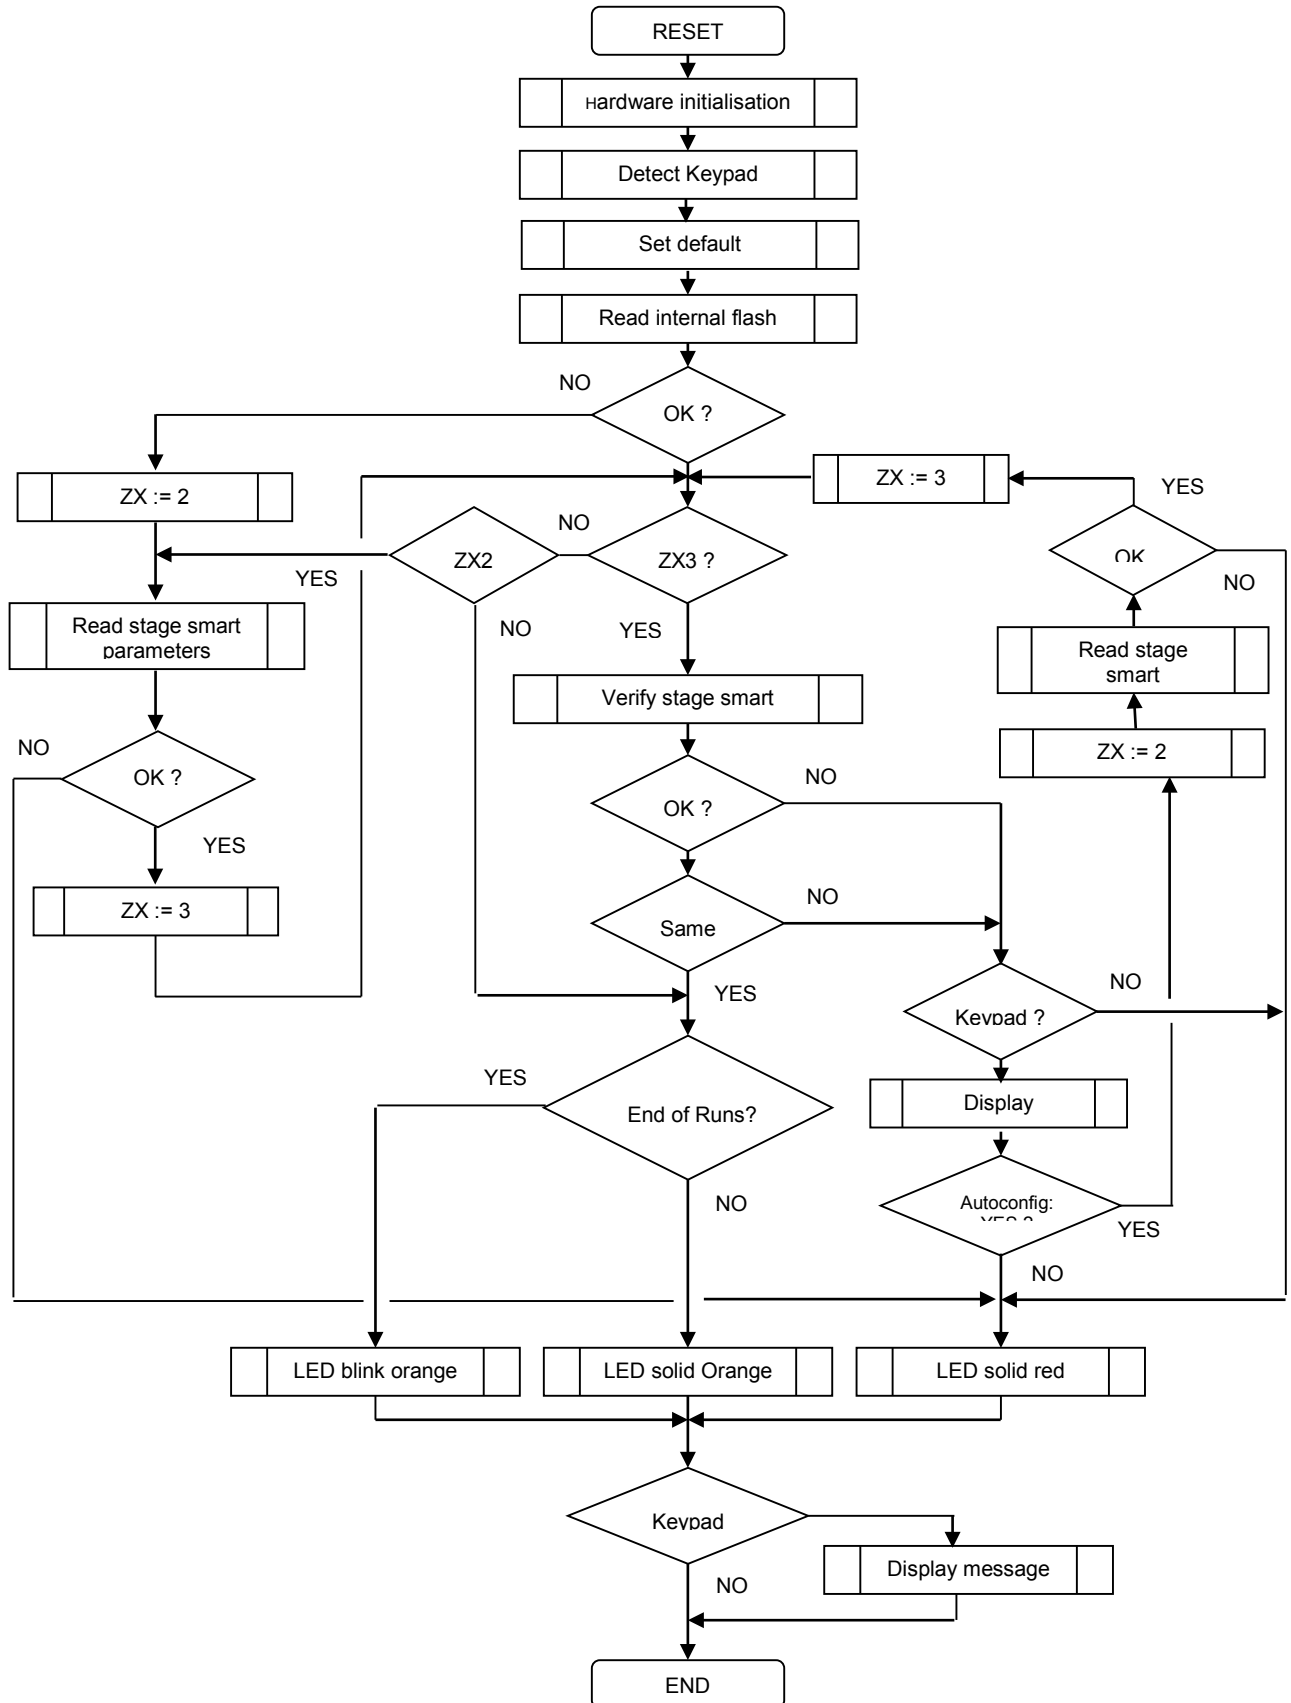 RESET
Hardware initialisation
Detect Keypad
Set default
Read internal flash
NO
OK ?
ZX := 2
ZX := 3
YES
ZX2
NO
ZX3 ?
OK
YES
NO
NO
YES
Read stage smart
parameters
Read stage
smart
Verify stage smart
ZX := 2
NO
OK ?
OK ?
NO
YES
ZX := 3
Same
NO
YES
Keypad ?
NO
YES
Display
End of Runs?
NO
Autoconfig:
YES ?
YES
NO
LED blink orange
LED solid Orange
LED solid red
Keypad
Display message
NO
END